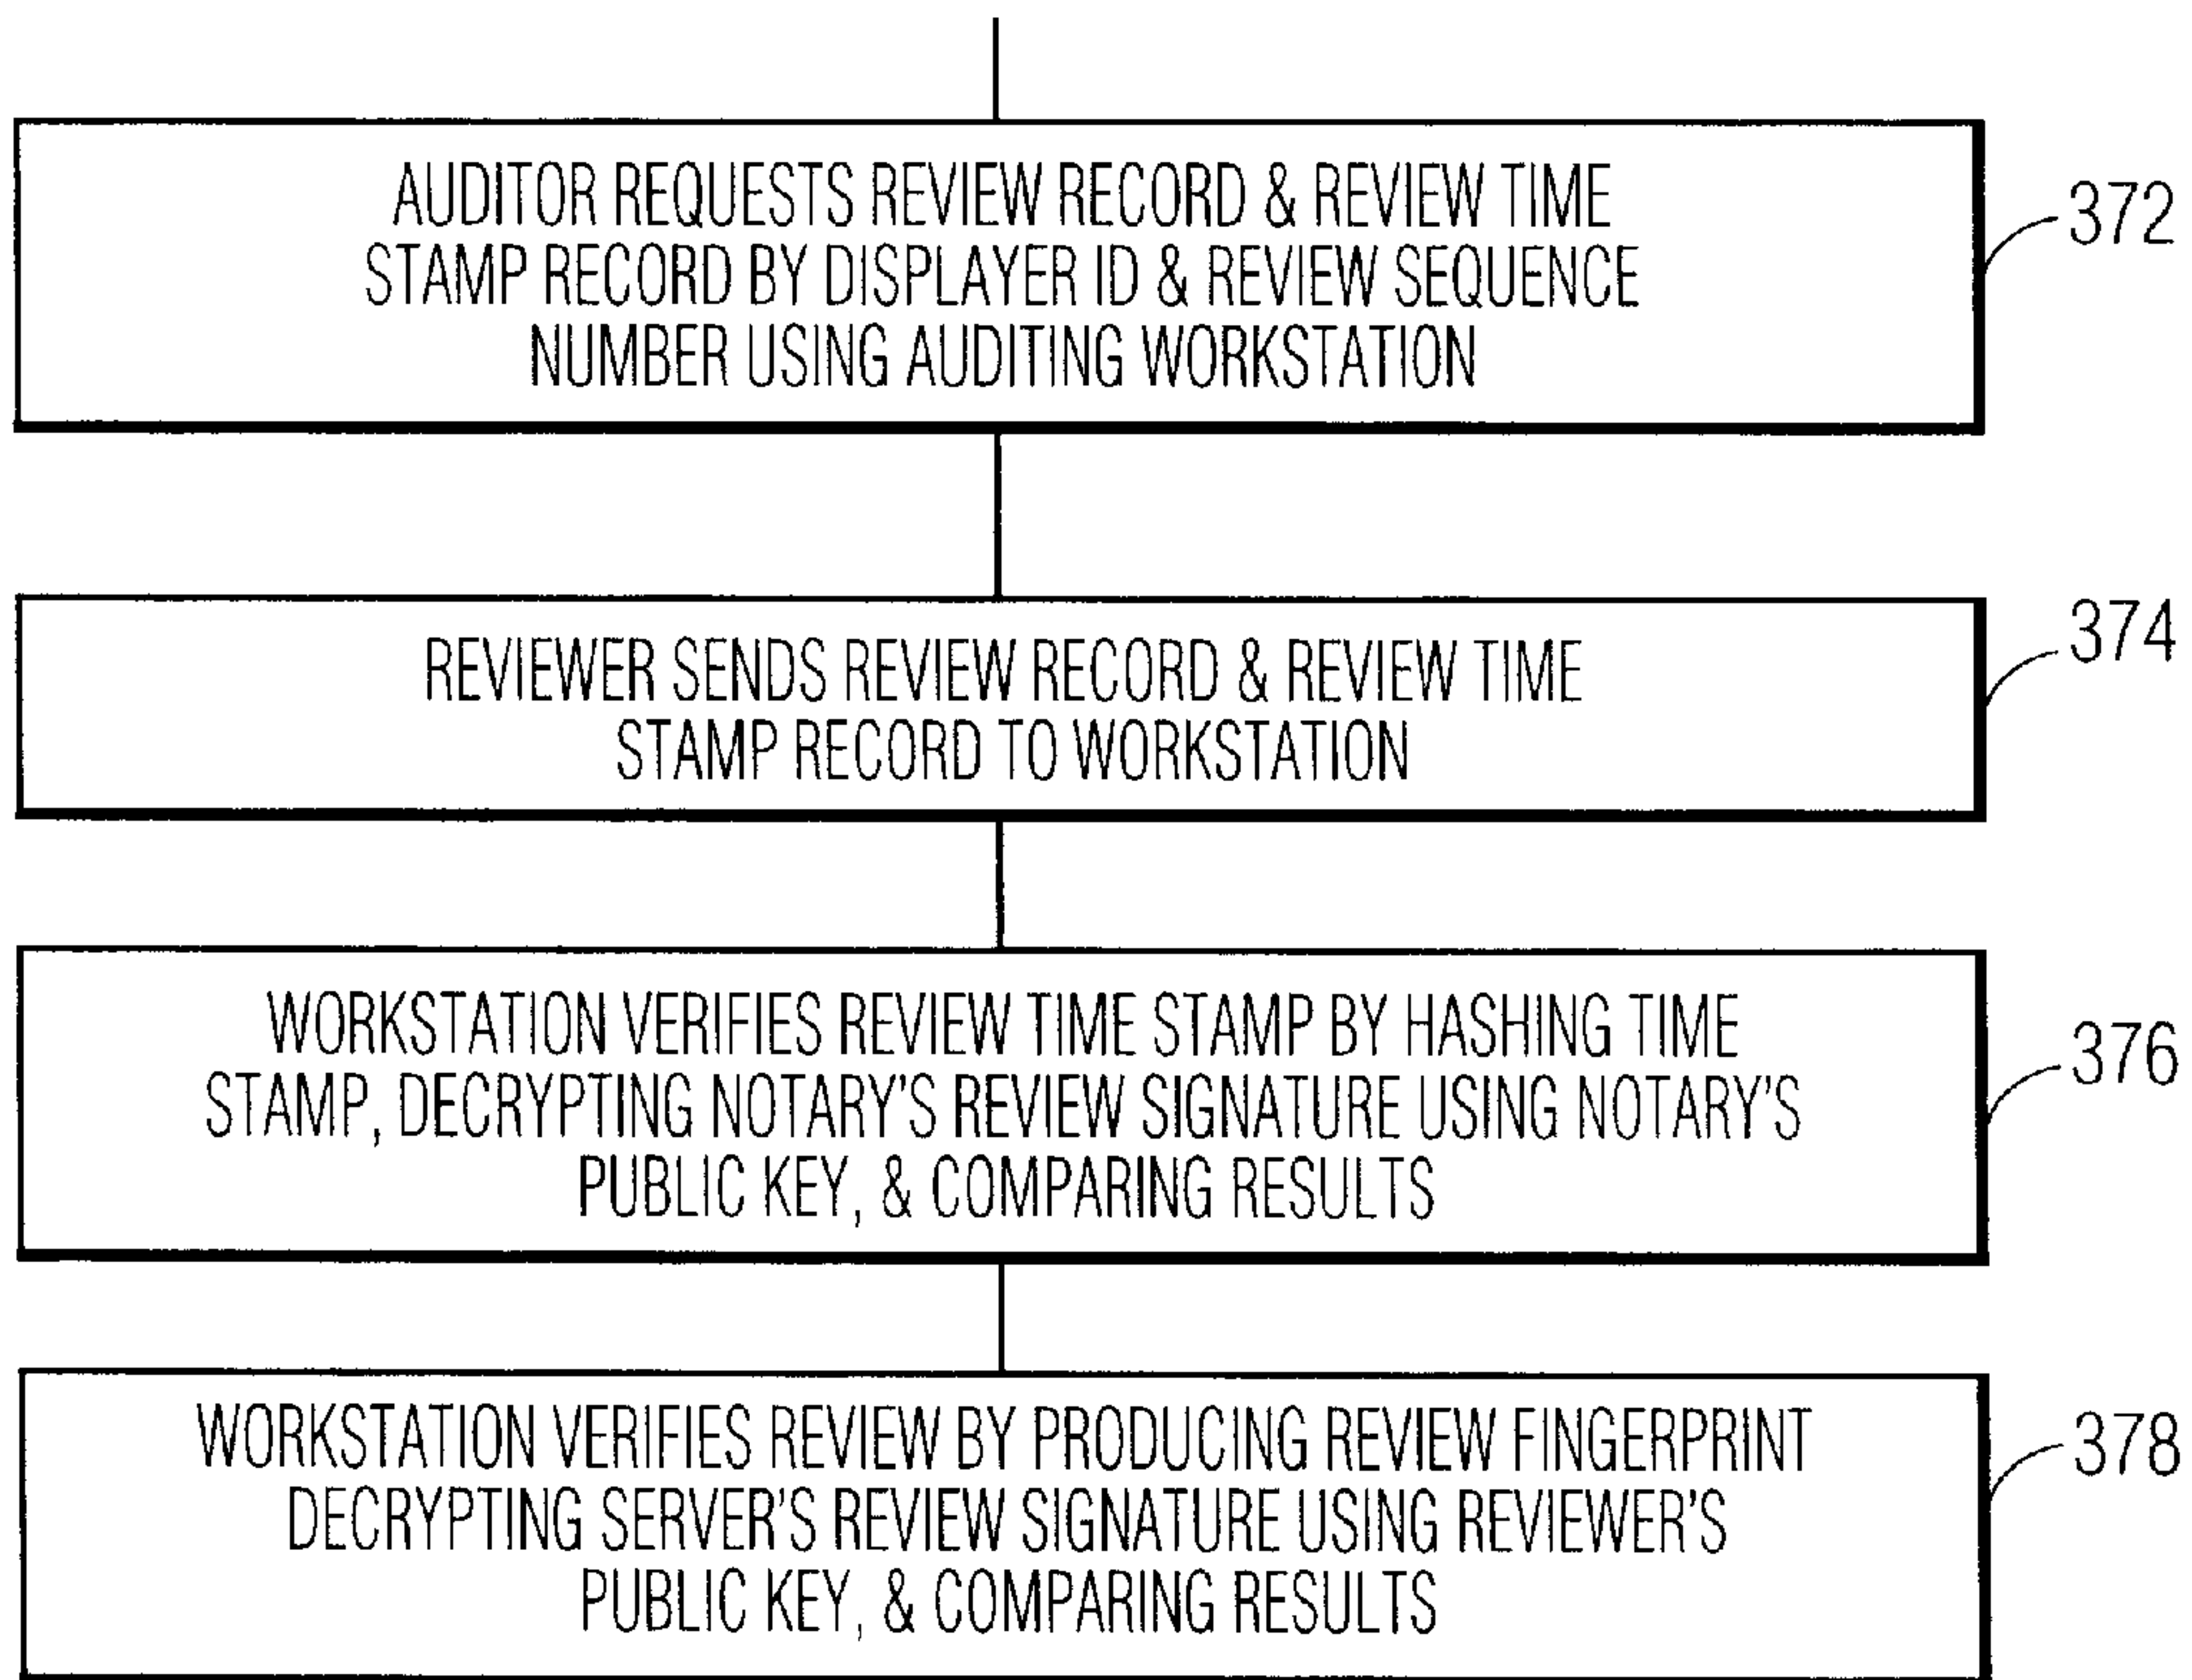 AUDITOR REQUESTS REVIEW RECORD & REVIEW TIME
STAMP RECORD BY DISPLAYER ID & REVIEW SEQUENCE
NUMBER USING AUDITING WORKSTATION
372
REVIEWER SENDS REVIEW RECORD & REVIEW TIME
STAMP RECORD TO WORKSTATION
374
WORKSTATION VERIFIES REVIEW TIME STAMP BY HASHING TIME
STAMP, DECRYPTING NOTARY'S REVIEW SIGNATURE USING NOTARY'S
PUBLIC KEY, & COMPARING RESULTS
376
WORKSTATION VERIFIES REVIEW BY PRODUCING REVIEW FINGERPRINT
DECRYPTING SERVER'S REVIEW SIGNATURE USING REVIEWER'S
PUBLIC KEY, & COMPARING RESULTS
378